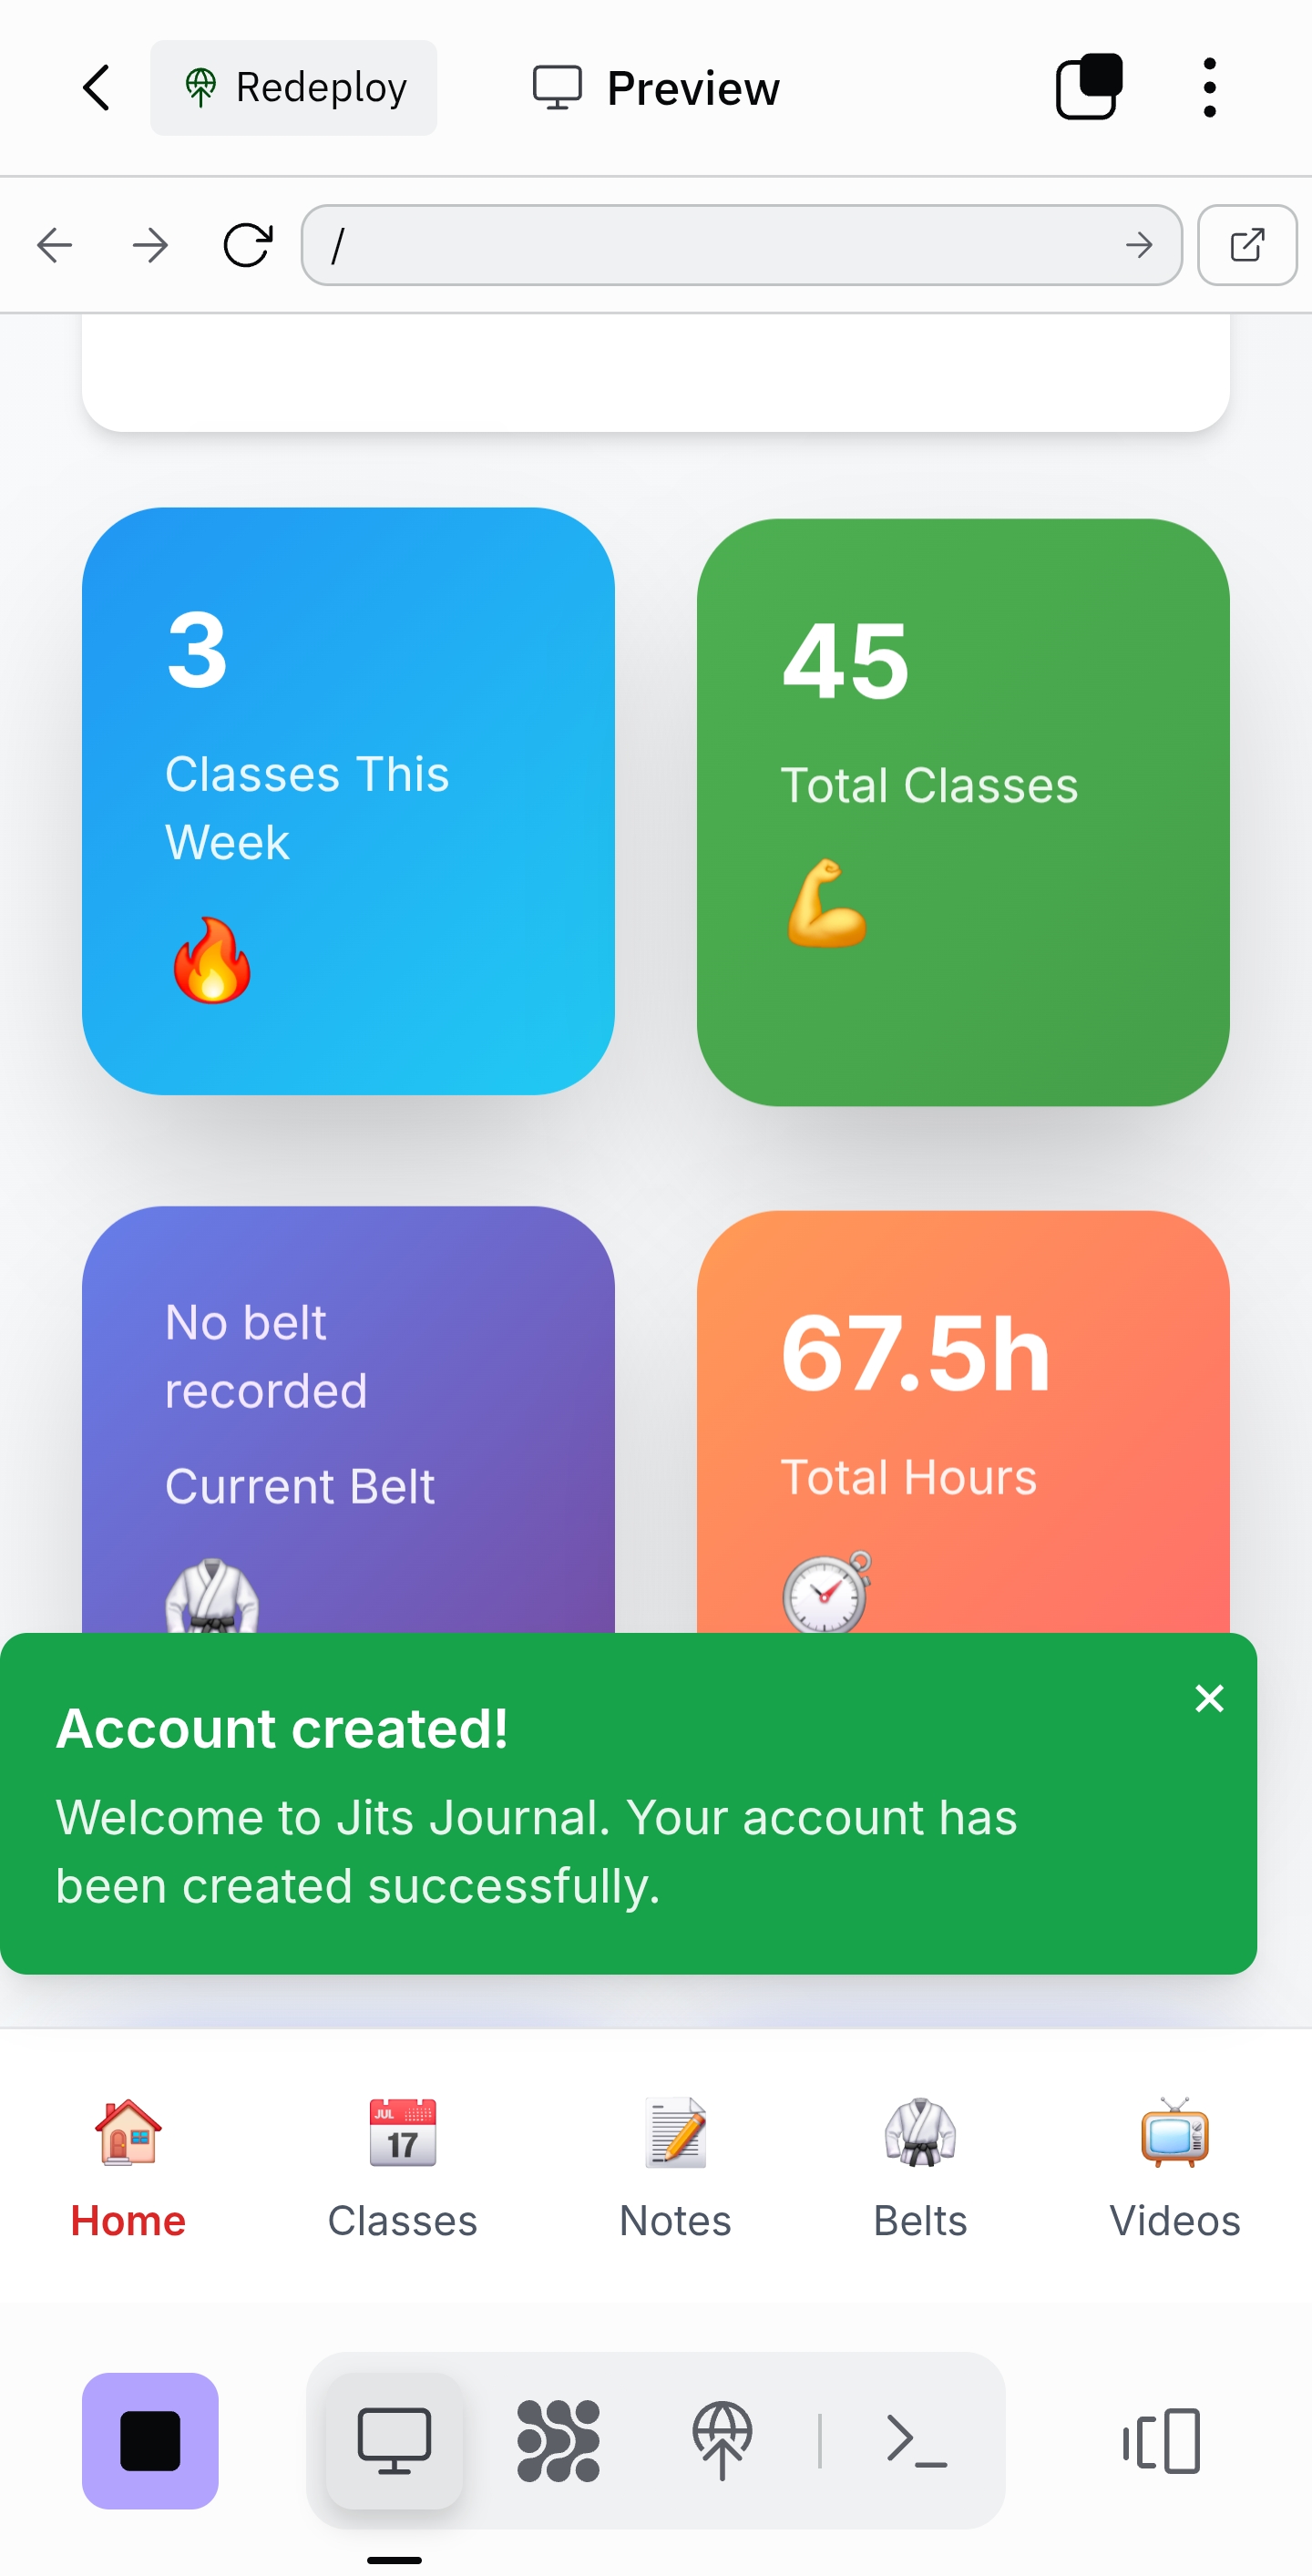 Redeploy
Preview
/
3
Classes This
Week
45
Total Classes
No belt
recorded
Current Belt
67.5h
Total Hours
Account created!
Welcome to Jits Journal. Your account has
been created successfully.
JUL
17
Home
Classes
Notes
Belts
Videos